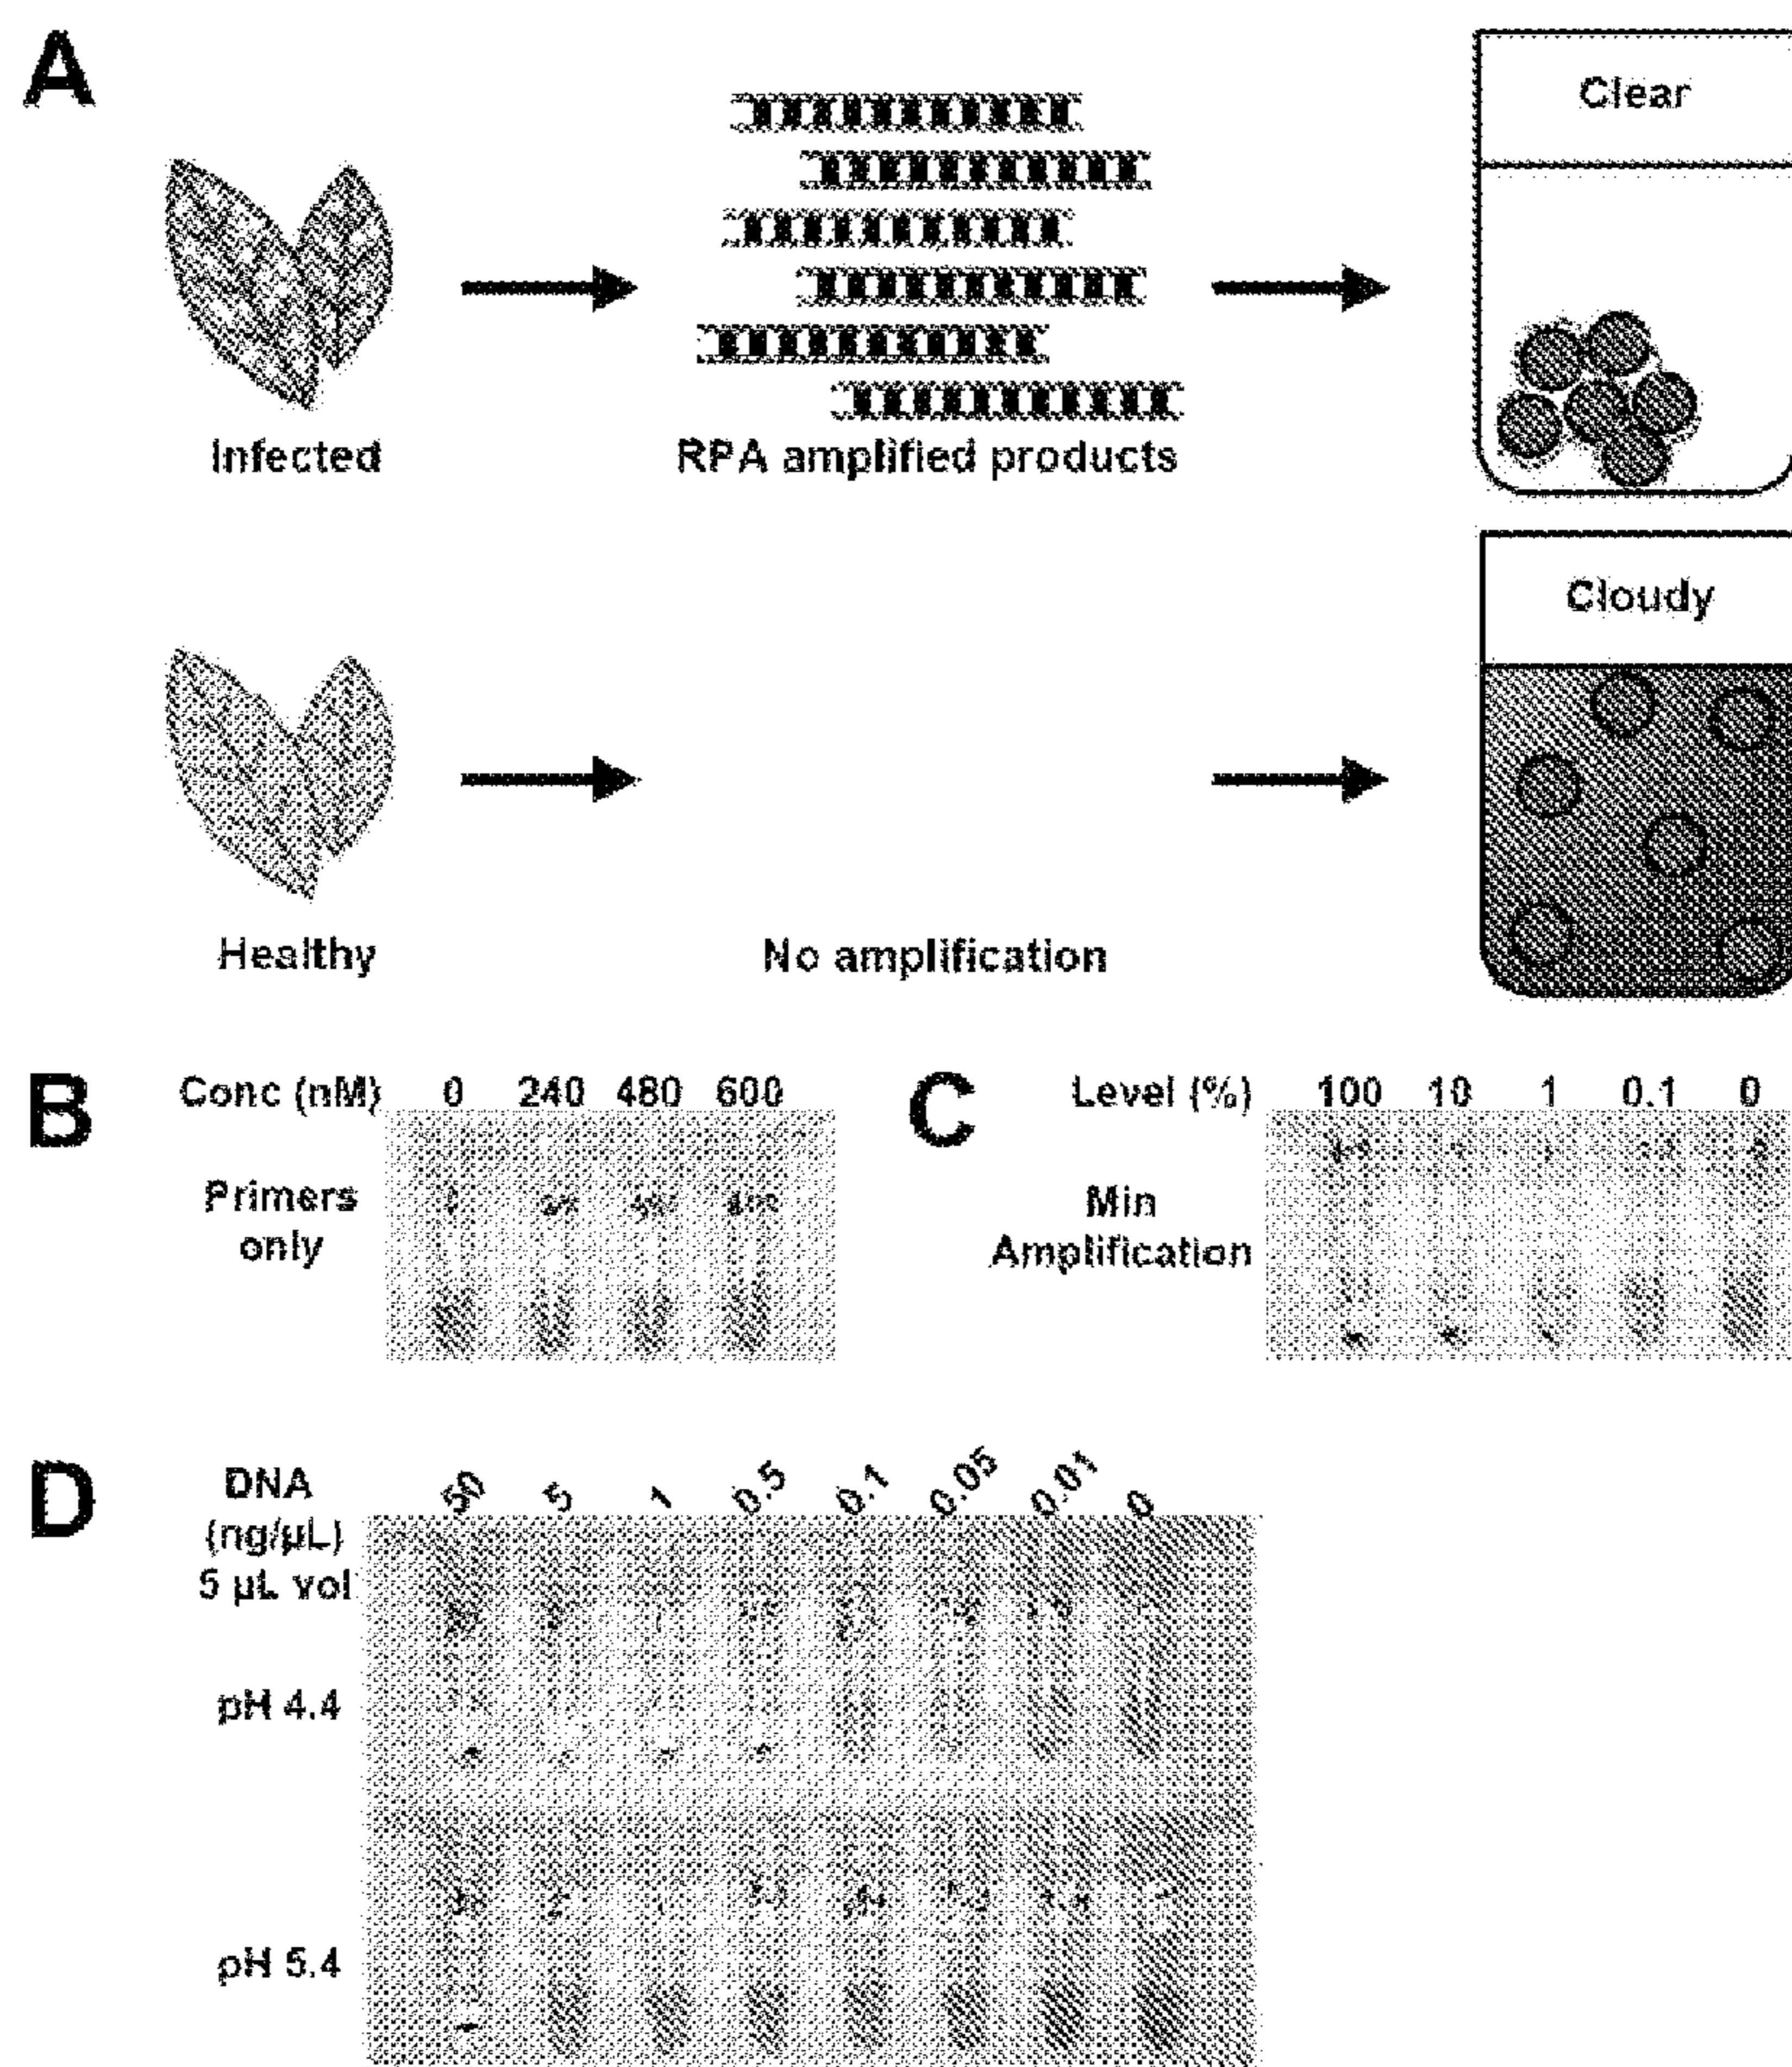 A
Clear
Infected
RPA amplified products
Cloudy
Healthy
No amplification
B
Conc (nM) 0 240 480 600
Primers
only
C
Level (%) 100 10 1 0.1 0
Min
Amplification
D
DNA
(ng/µL)
5 µL vol
50 5 1 0.5 0.1 0.05 0.01 0
pH 4.4
pH 5.4